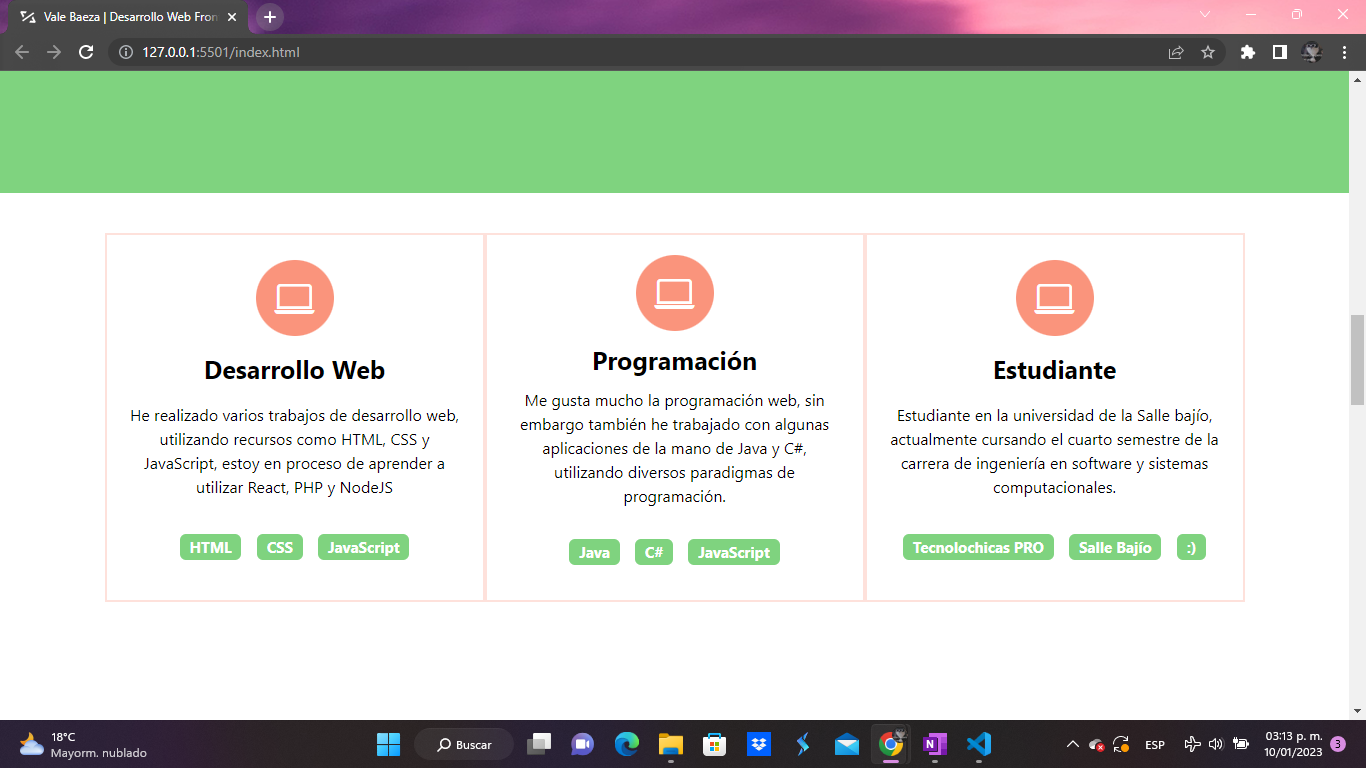 Vale Baeza | Desarrollo Web Fron
127.0.0.1:5501/index.html
Desarrollo Web
He realizado varios trabajos de desarrollo web,
utilizando recursos como HTML, CSS y
JavaScript, estoy en proceso de aprender a
utilizar React, PHP y NodeJS
HTML CSS JavaScript
Programación
Me gusta mucho la programación web, sin
embargo también he trabajado con algunas
aplicaciones de la mano de Java y C#,
utilizando diversos paradigmas de
programación.
Java C# JavaScript
Estudiante
Estudiante en la universidad de la Salle bajío,
actualmente cursando el cuarto semestre de la
carrera de ingeniería en software y sistemas
computacionales.
Tecnolochicas PRO Salle Bajío :)
18°C
Mayorm. nublado
Buscar
ESP
03:13 p. m.
10/01/2023
3